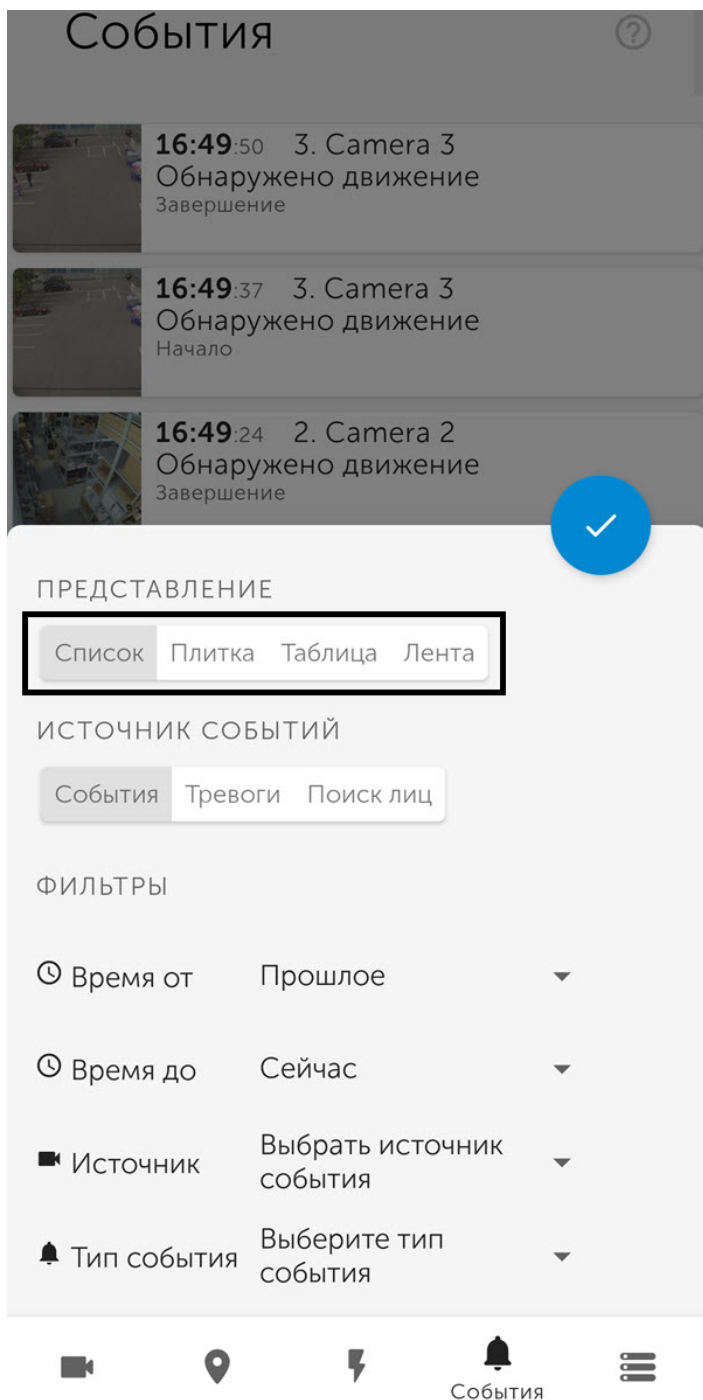 События
16:49:50 3. Camera 3
Обнаружено движение
Завершение
16:49:37 3. Camera 3
Обнаружено движение
Начало
16:49:24 2. Camera 2
Обнаружено движение
Завершение
ПРЕДСТАВЛЕНИЕ
Список Плитка Таблица Лента
ИСТОЧНИК СОБЫТИЙ
События Тревоги Поиск лиц
ФИЛЬТРЫ
Время от Прошлое
Время до Сейчас
Источник Выбрать источник
события
Тип события Выберите тип
события
События